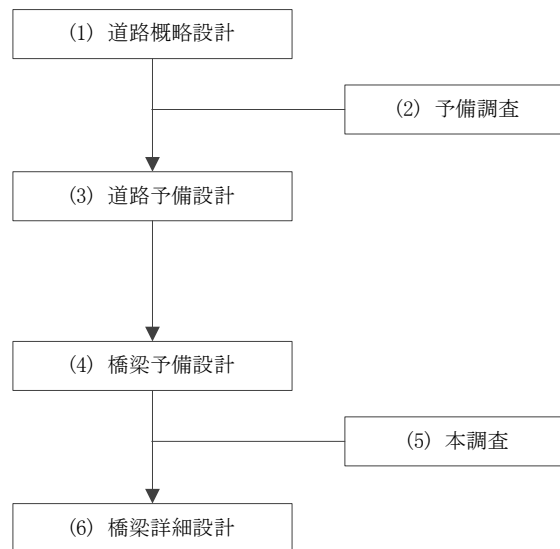 (1) 道路概略設計
(2) 予備調査
(3) 道路予備設計
(4) 橋梁予備設計
(5) 本調査
(6) 橋梁詳細設計